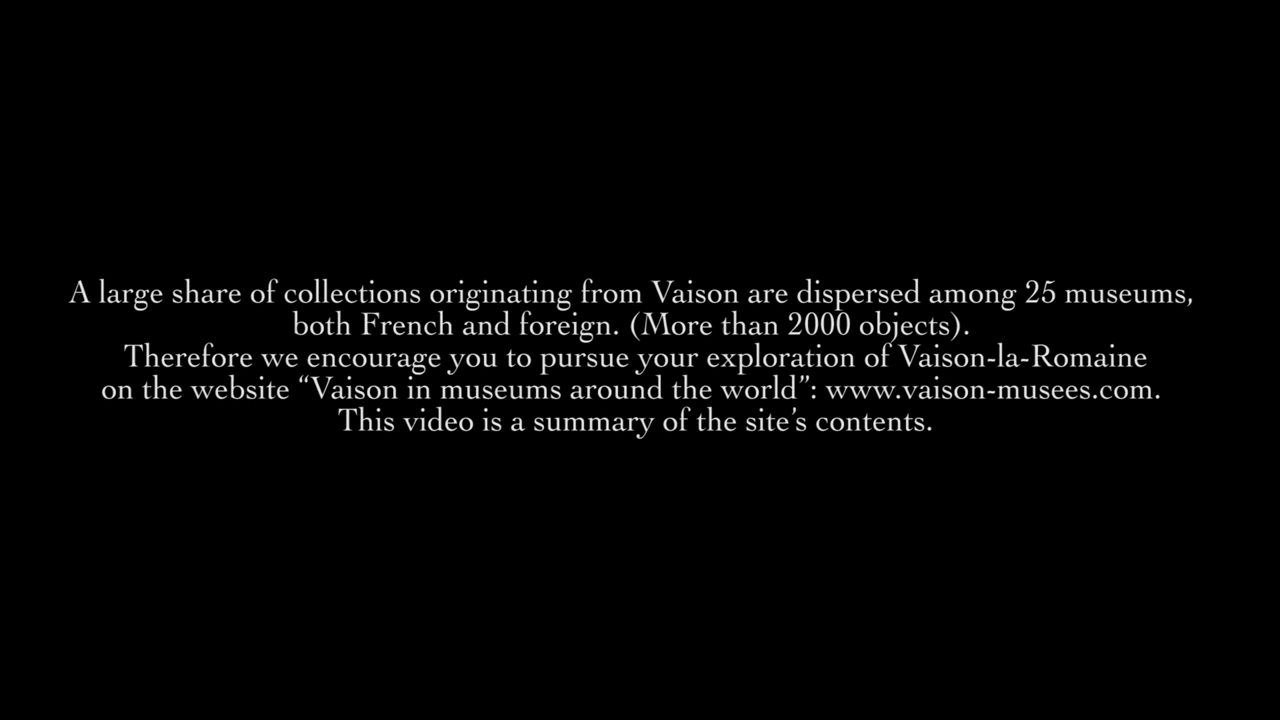 A large share of collections originating from Vaison are dispersed among 25 museums,
both French and foreign. (More than 2000 objects).
Therefore we encourage you to pursue your exploration of Vaison-la-Romaine
on the website “Vaison in museums around the world”: www.vaison-musees.com.
This video is a summary of the site’s contents.